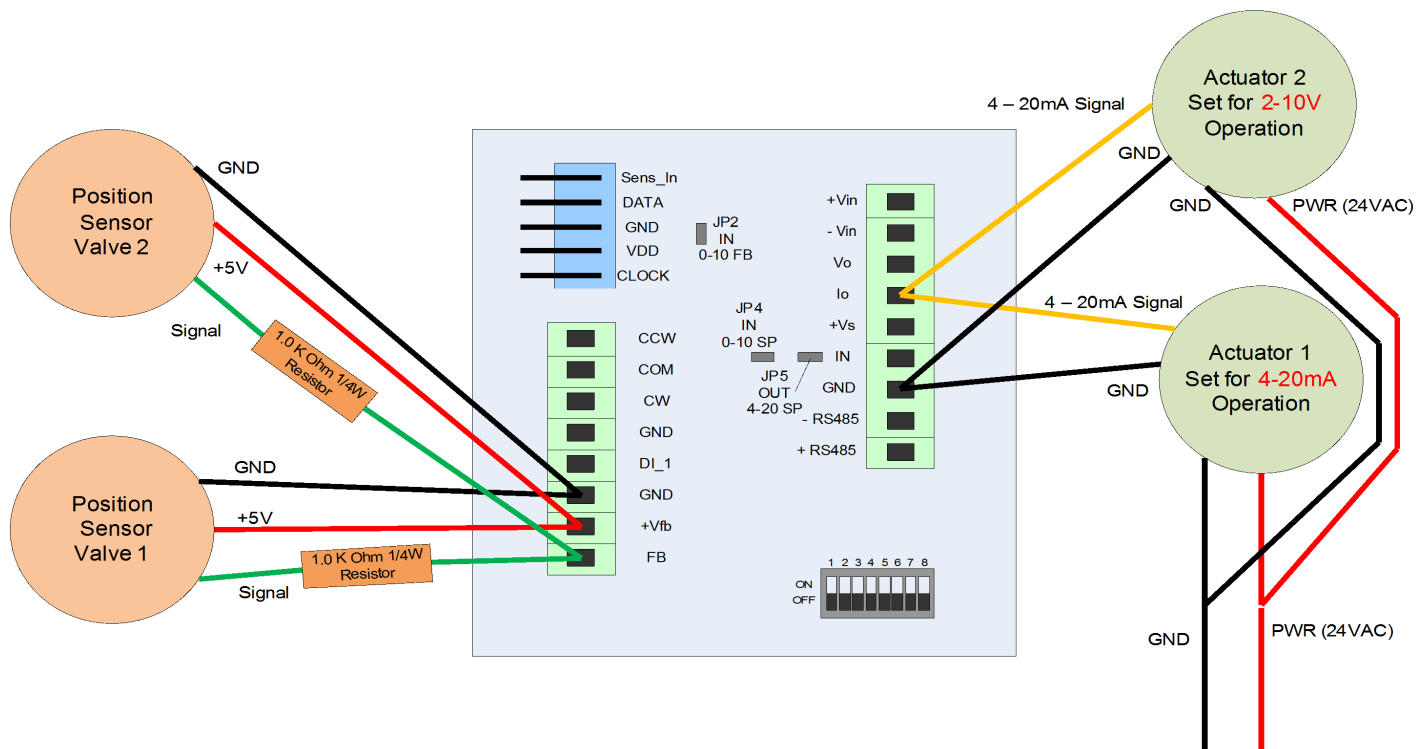 Position
Sensor
Valve 2
GND
+5V
Signal
1.0 K Ohm 1/4W
Resistor
Position
Sensor
Valve 1
GND
+5V
Signal
1.0 K Ohm 1/4W
Resistor
Sens_In
DATA
GND
VDD
CLOCK
JP2
IN
0-10 FB
CCW
COM
CW
GND
DI_1
GND
+Vfb
FB
JP4
IN
0-10 SP
JP5
OUT
4-20 SP
+Vin
- Vin
Vo
Io
+Vs
IN
GND
- RS485
+ RS485
1 2 3 4 5 6 7 8
ON
OFF
4 – 20mA Signal
GND
Actuator 2
Set for 2-10V
Operation
GND
PWR (24VAC)
4 – 20mA Signal
GND
Actuator 1
Set for 4-20mA
Operation
GND
PWR (24VAC)